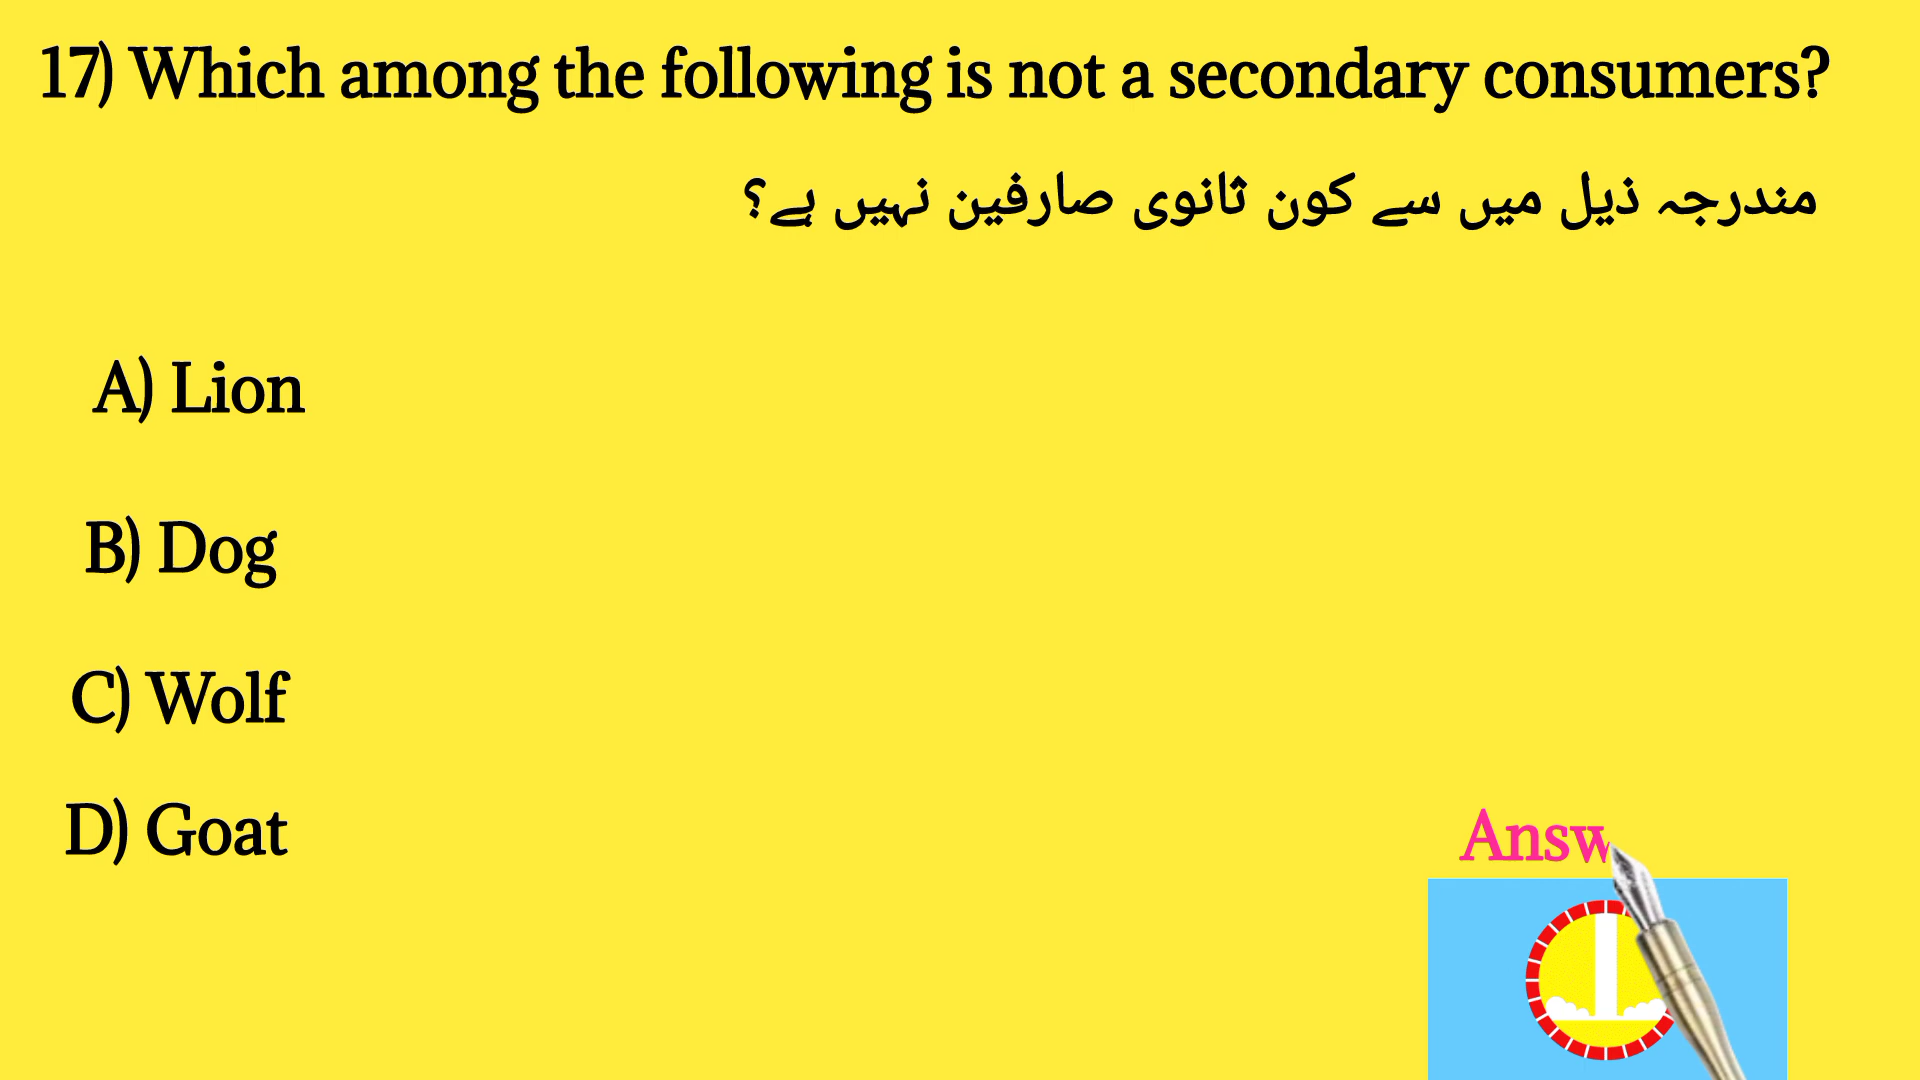 17) Which among the following is not a secondary consumers?
مندرجہ ذیل میں سے کون ثانوی صارفین نہیں ہے؟
A) Lion
B) Dog
C) Wolf
D) Goat
Answ